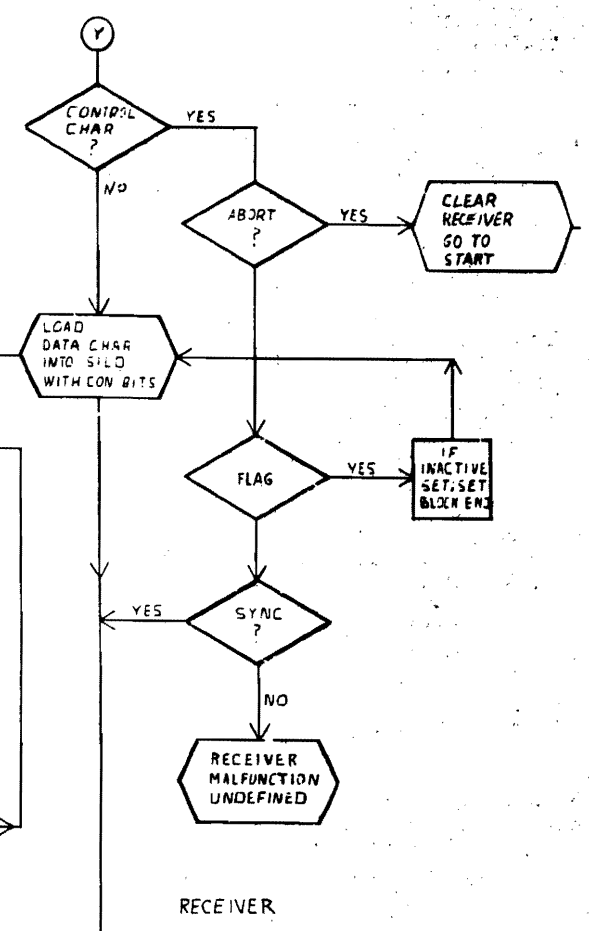 Y
CONTROL
CHAR
?
YES
NO
ABORT
?
YES
CLEAR
RECEIVER
GO TO
START
LOAD
DATA CHAR
INTO SILO
WITH CON BITS
FLAG
YES
IF
INACTIVE
SET; SET
BLOCK END
SYNC
?
YES
NO
RECEIVER
MALFUNCTION
UNDEFINED
RECEIVER